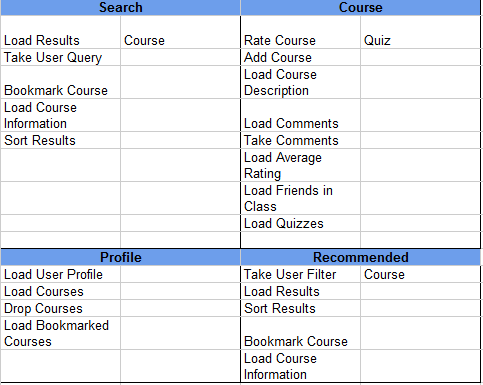 Search Course
Load Results Course Rate Course Quiz
Take User Query Add Course
Bookmark Course Load Course
Description
Load Course
Information Load Comments
Sort Results Take Comments
Load Average
Rating
Load Friends in
Class
Load Quizzes
Profile Recommended
Load User Profile Take User Filter Course
Load Courses Load Results
Drop Courses Sort Results
Load Bookmarked
Courses Bookmark Course
Load Course
Information